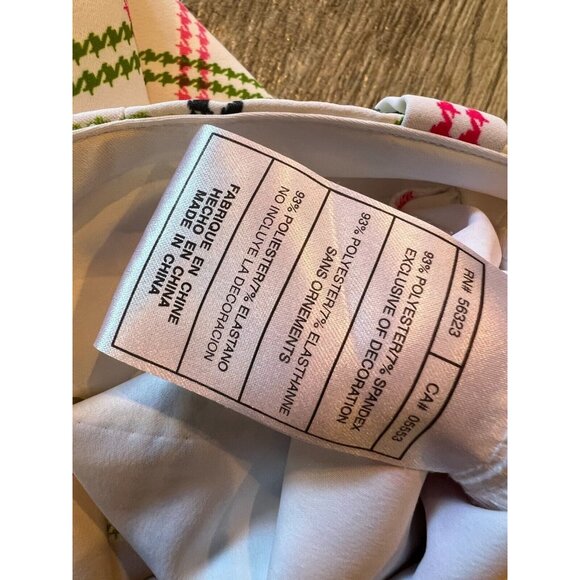 RN# 56323
CA# 05553
93% POLYESTER/7% SPANDEX
EXCLUSIVE OF DECORATION
93% POLYESTER/7% ELASTHANNE
SANS ORNEMENTS
93% POLIESTER/7% ELASTANO
NO INCLUYE LA DECORACION
FABRIQUE EN CHINE
HECHO EN CHINA
MADE IN CHINA